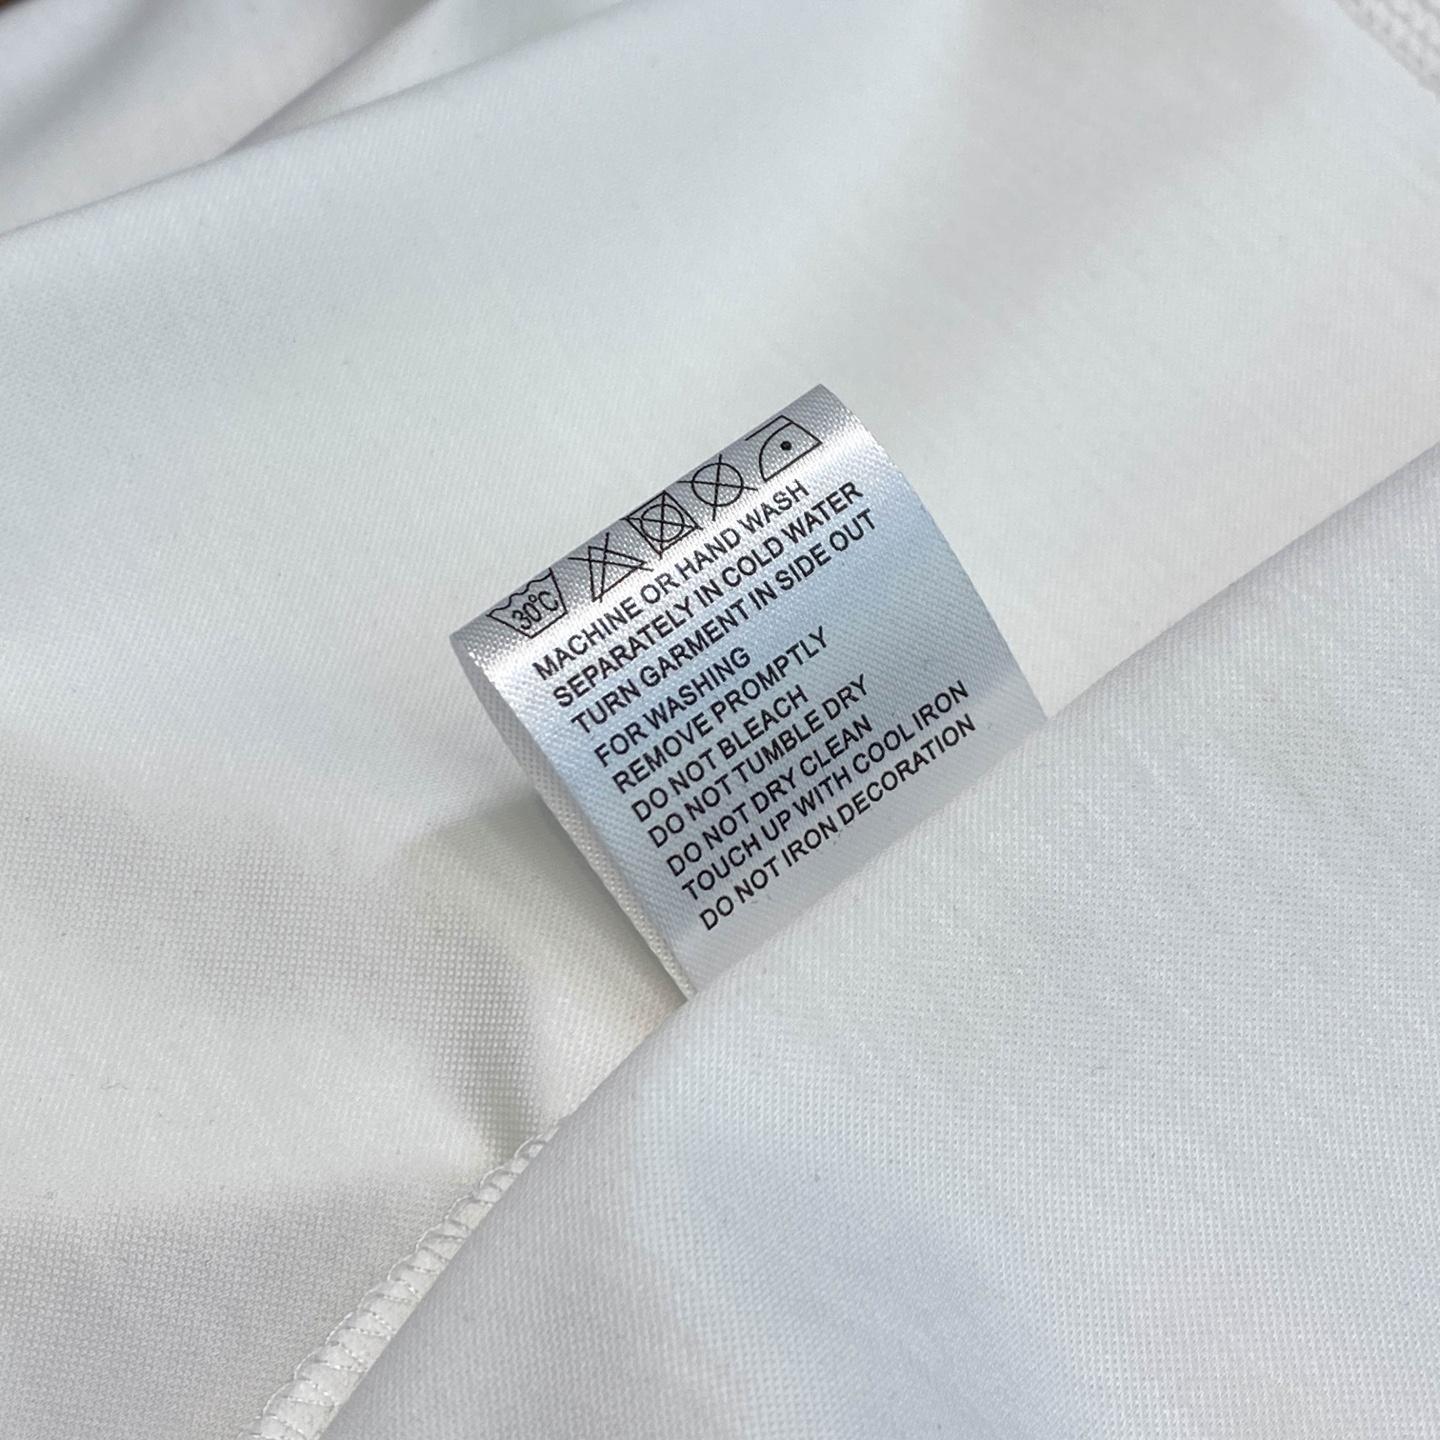 30°C
MACHINE OR HAND WASH
SEPARATELY IN COLD WATER
TURN GARMENT IN SIDE OUT
FOR WASHING
REMOVE PROMPTLY
DO NOT BLEACH
DO NOT TUMBLE DRY
DO NOT DRY CLEAN
TOUCH UP WITH COOL IRON
DO NOT IRON DECORATION